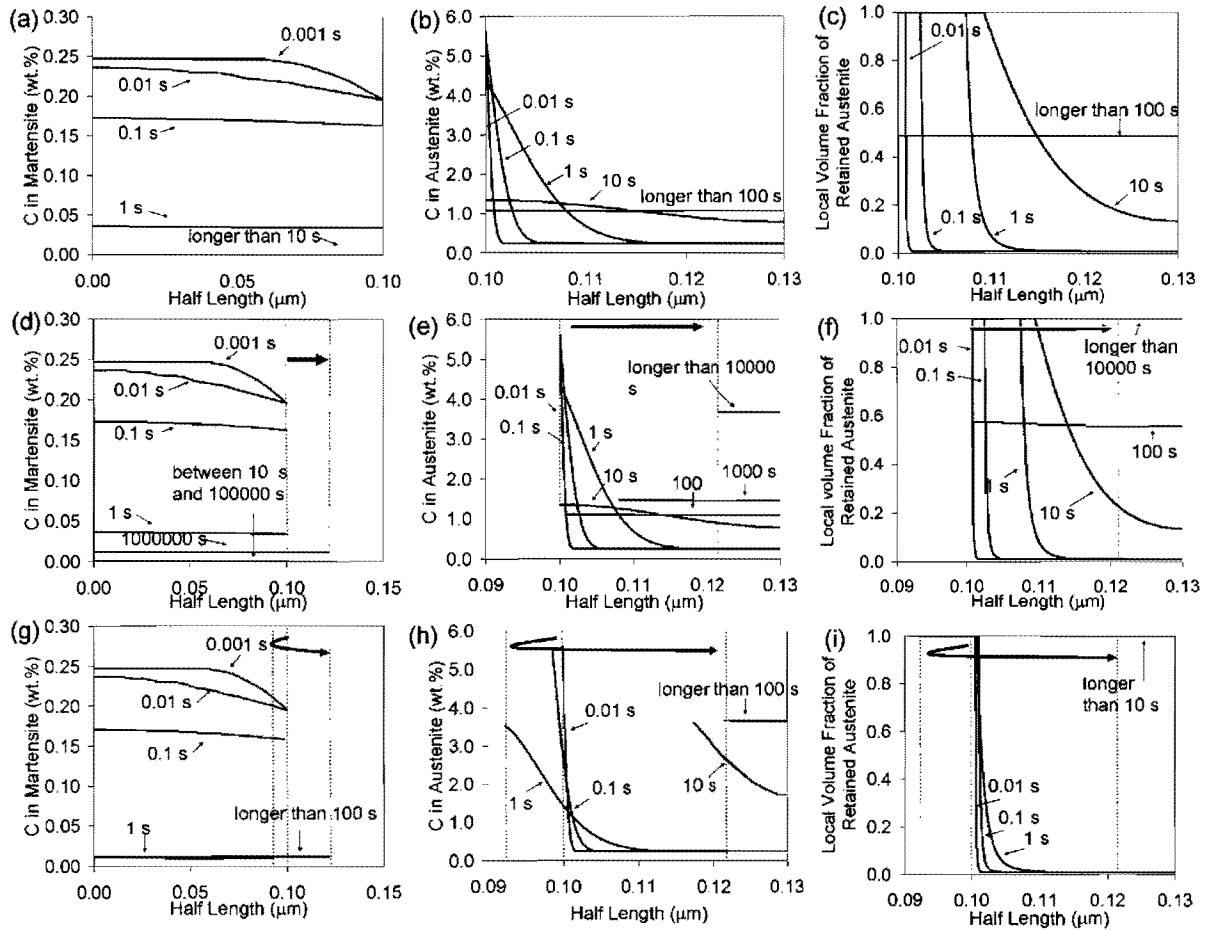 (a)
C in Martensite (wt.%)
0.30
0.25
0.20
0.15
0.10
0.05
0.00
0.001 s
0.01 s
0.1 s
1 s
longer than 10 s
0.00
0.05
0.10
Half Length (μm)
(b)
C in Austenite (wt.%)
6.0
5.0
4.0
3.0
2.0
1.0
0.0
0.01 s
0.1 s
1 s
10 s
longer than 100 s
0.10
0.11
0.12
0.13
Half Length (μm)
(c)
Local Volume Fraction of
Retained Austenite
1.0
0.8
0.6
0.4
0.2
0.0
0.01 s
longer than 100 s
0.1 s
1 s
10 s
0.10
0.11
0.12
0.13
Half Length (μm)
(d)
C in Martensite (wt.%)
0.30
0.25
0.20
0.15
0.10
0.05
0.00
0.001 s
0.01 s
0.1 s
between 10 s
and 100000 s
1 s
1000000 s
0.00
0.05
0.10
0.15
Half Length (μm)
(e)
C in Austenite (wt.%)
6.0
5.0
4.0
3.0
2.0
1.0
0.0
longer than 10000
s
0.01 s
0.1 s
1 s
10 s
100
1000 s
0.09
0.10
0.11
0.12
0.13
Half Length (μm)
(f)
Local volume Fraction of
Retained Austenite
1.0
0.8
0.6
0.4
0.2
0.0
0.01 s
0.1 s
longer than
10000 s
100 s
s
10 s
0.09
0.10
0.11
0.12
0.13
Half Length (μm)
(g)
C in Martensite (wt.%)
0.30
0.25
0.20
0.15
0.10
0.05
0.00
0.001 s
0.01 s
0.1 s
1 s
longer than 100 s
0.00
0.05
0.10
0.15
Half Length (μm)
(h)
C in Austenite (wt.%)
6.0
5.0
4.0
3.0
2.0
1.0
0.0
longer than 100 s
0.01 s
0.1 s
1 s
10 s
0.09
0.10
0.11
0.12
0.13
Half Length (μm)
(i)
Local Volume Fraction of
Retained Austenite
1.0
0.8
0.6
0.4
0.2
0.0
longer
than 10 s
0.01 s
0.1 s
1 s
0.09
0.10
0.11
0.12
0.13
Half Length (μm)